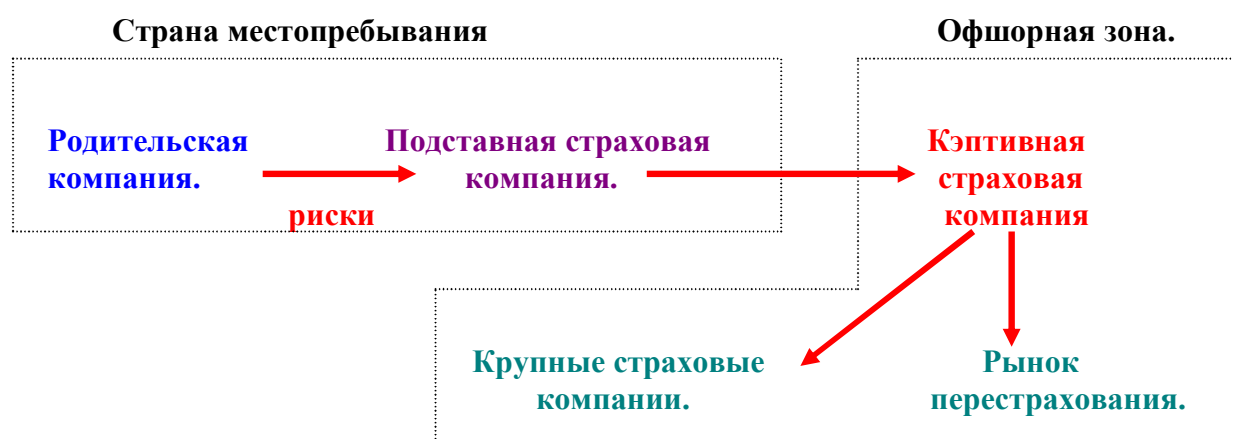 Страна местопребывания
Офшорная зона.
Родительская
компания.
Подставная страховая
компания.
Кэптивная
страховая
компания
риски
Крупные страховые
компании.
Рынок
перестрахования.